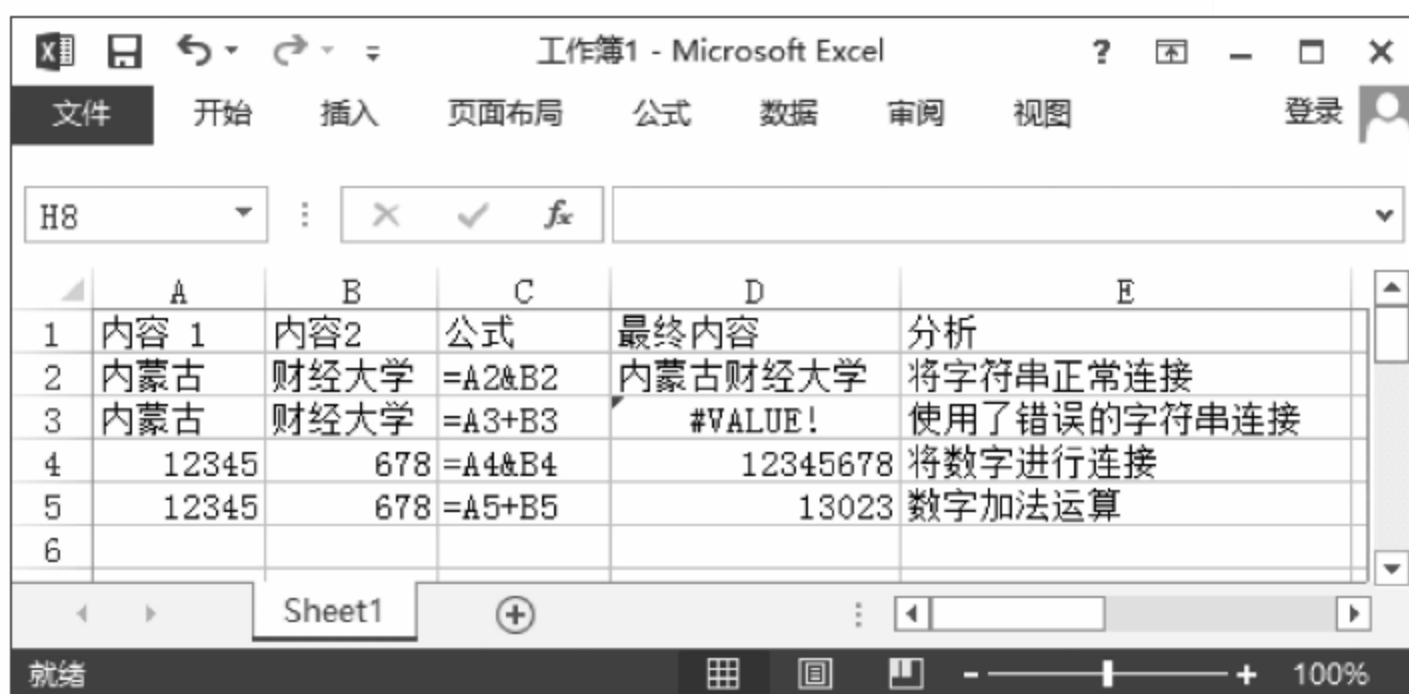 工作簿1 - Microsoft Excel
文件 开始 插入 页面布局 公式 数据 审阅 视图 登录
H8 fx
A B C D E
1 内容 1 内容2 公式 最终内容 分析
2 内蒙古 财经大学 =A2&B2 内蒙古财经大学 将字符串正常连接
3 内蒙古 财经大学 =A3+B3 #VALUE! 使用了错误的字符串连接
4 12345 678 =A4&B4 12345678 将数字进行连接
5 12345 678 =A5+B5 13023 数字加法运算
6
Sheet1
就绪 100%